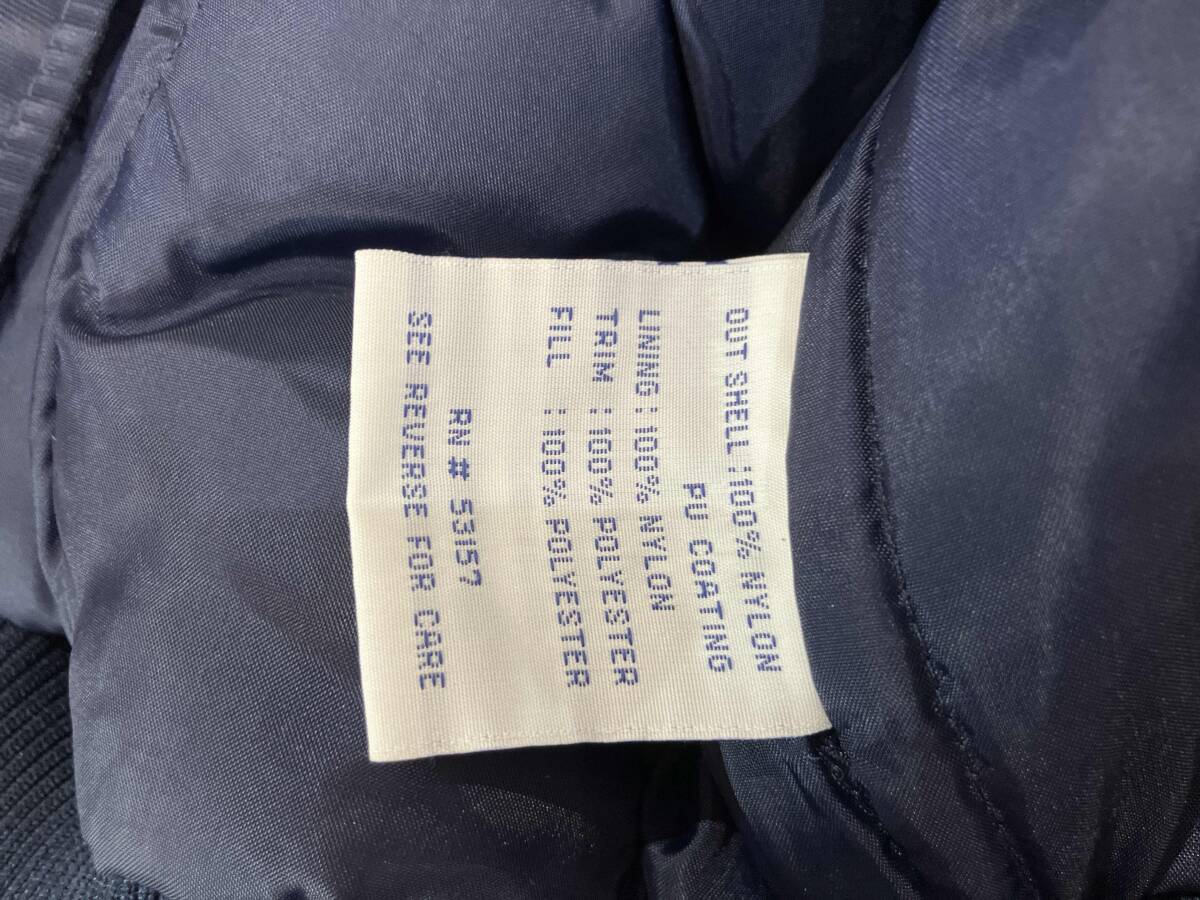 OUT SHELL :100% NYLON
PU COATING
LINING :100% NYLON
TRIM :100% POLYESTER
FILL :100% POLYESTER
RN # 53157
SEE REVERSE FOR CARE